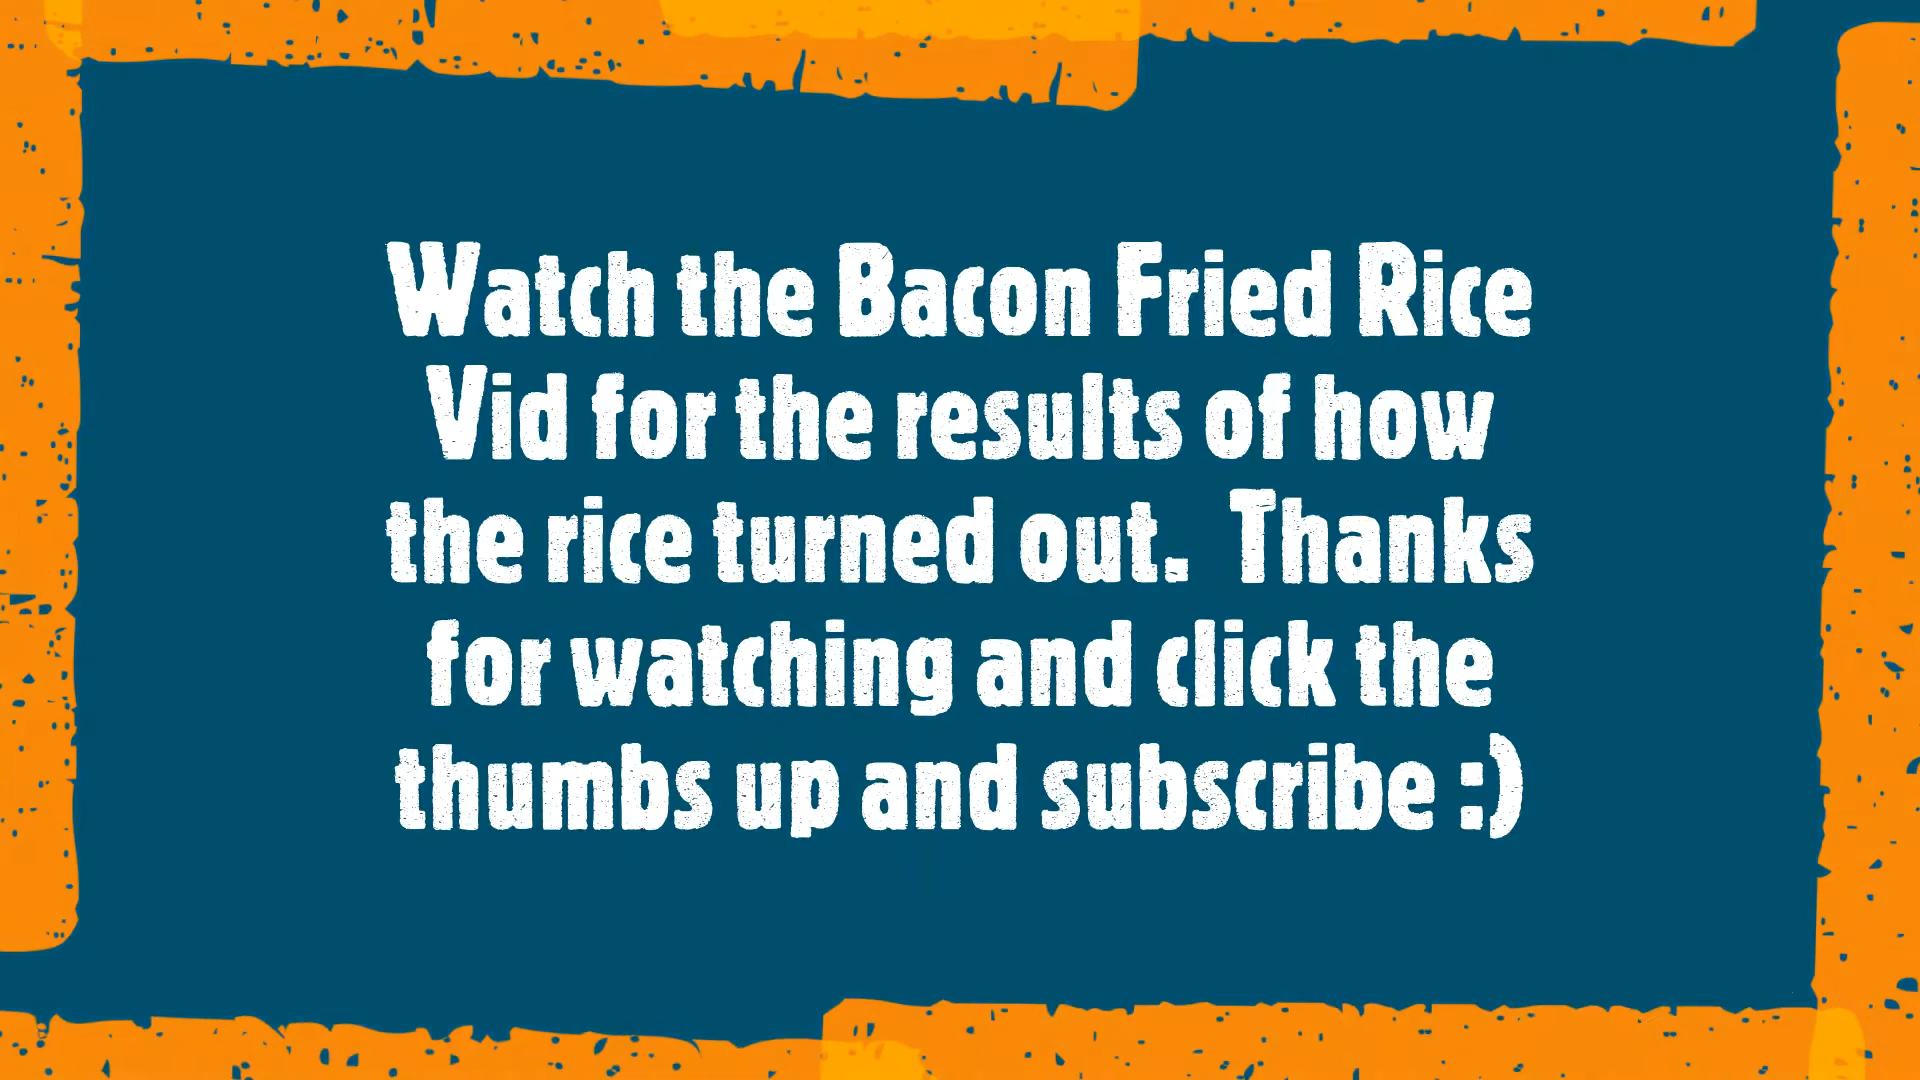 Watch the Bacon Fried Rice
Vid for the results of how
the rice turned out.  Thanks
for watching and click the
thumbs up and subscribe :)